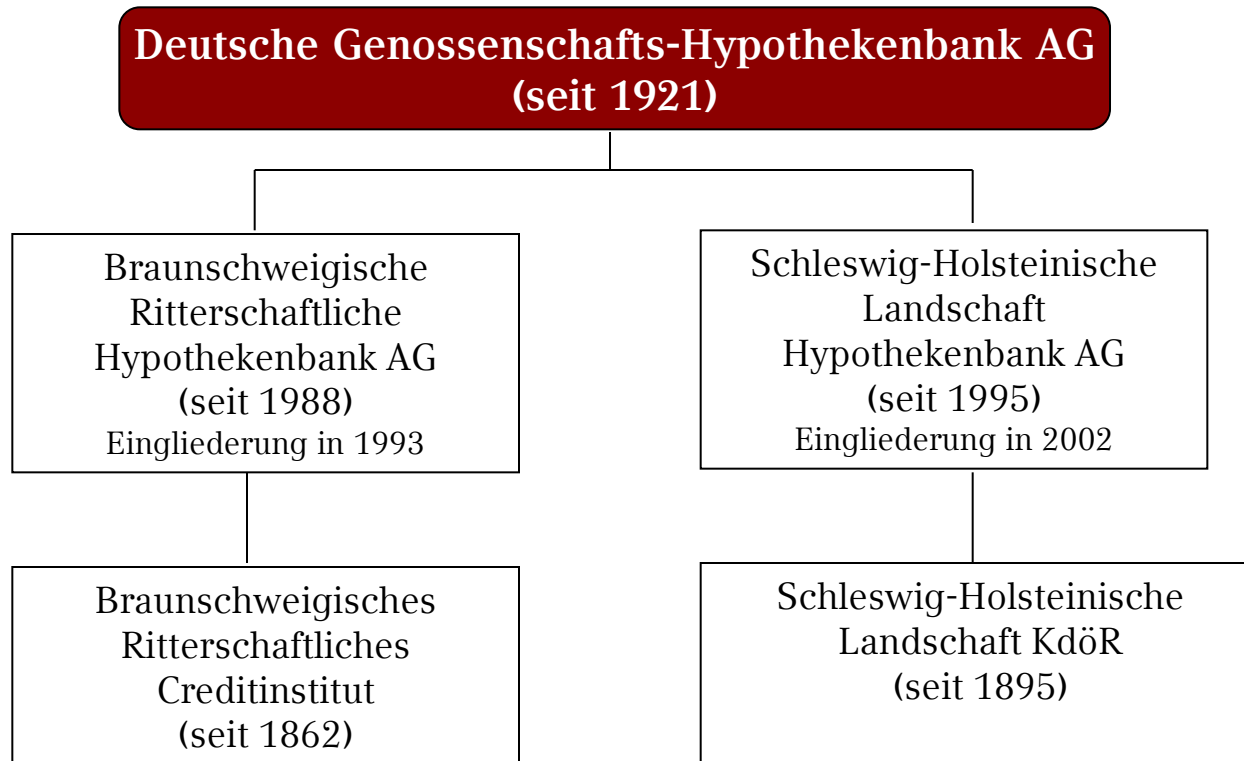 Deutsche Genossenschafts-Hypothekenbank AG
(seit 1921)
Braunschweigische
Ritterschaftliche
Hypothekenbank AG
(seit 1988)
Eingliederung in 1993
Schleswig-Holsteinische
Landschaft
Hypothekenbank AG
(seit 1995)
Eingliederung in 2002
Braunschweigisches
Ritterschaftliches
Creditinstitut
(seit 1862)
Schleswig-Holsteinische
Landschaft KdöR
(seit 1895)